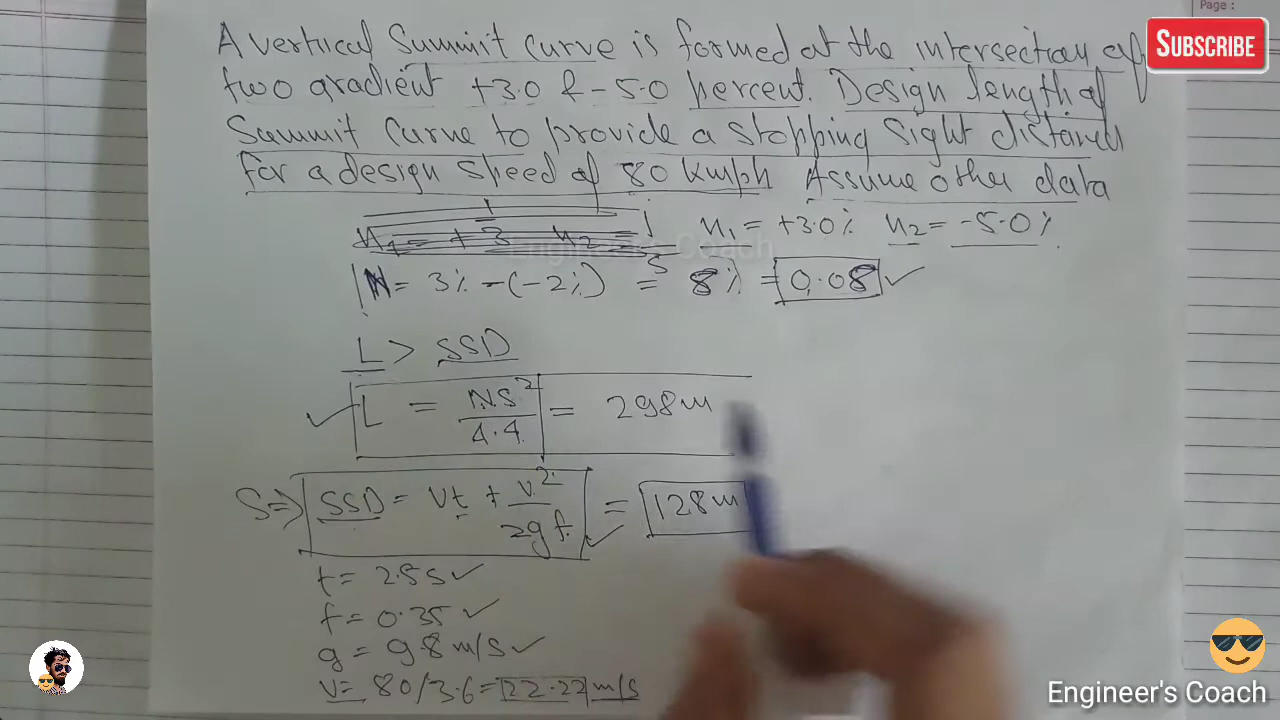 Page :
SUBSCRIBE
A vertical Summit curve is formed at the intersection of
two gradient +3.0 & -5.0 percent. Design length of
Summit Curve to provide a stopping Sight distance
for a design speed of 80 Kmph Assume other data
n1 = +3.0% n2 = -5.0%
Engineer's Coach
N = 3% -(-2%) = 8% = 0.08 ✓
L > SSD
✓ L = NS²/4.4 = 298m
S⇒ SSD = vt + v²/2gf = 128m
t = 2.5s ✓
f = 0.35 ✓
g = 9.8 m/s ✓
v = 80/3.6 = 22.22 m/s
Engineer's Coach